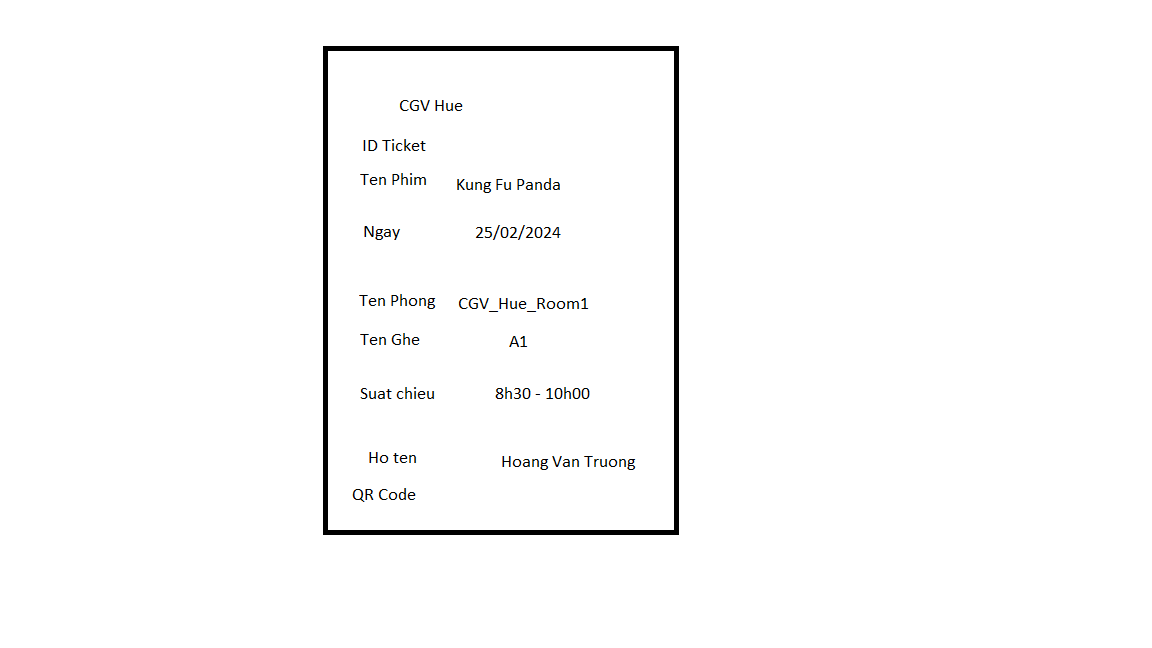 CGV Hue
ID Ticket
Ten Phim Kung Fu Panda
Ngay 25/02/2024
Ten Phong CGV_Hue_Room1
Ten Ghe A1
Suat chieu 8h30 - 10h00
Ho ten Hoang Van Truong
QR Code